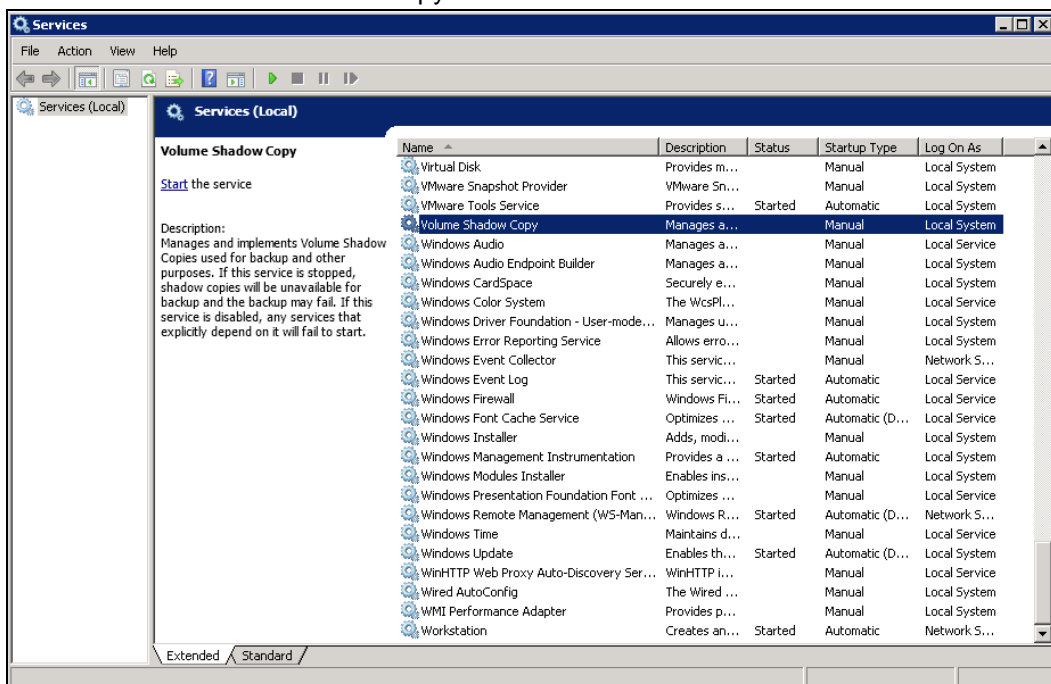 Services
File Action View Help
Services (Local)
Services (Local)
Volume Shadow Copy
Start the service
Description:
Manages and implements Volume Shadow
Copies used for backup and other
purposes. If this service is stopped,
shadow copies will be unavailable for
backup and the backup may fail. If this
service is disabled, any services that
explicitly depend on it will fail to start.
Name Description Status Startup Type Log On As
Virtual Disk Provides m... Manual Local System
VMware Snapshot Provider VMware Sn... Manual Local System
VMware Tools Service Provides s... Started Automatic Local System
Volume Shadow Copy Manages a... Manual Local System
Windows Audio Manages a... Manual Local Service
Windows Audio Endpoint Builder Manages a... Manual Local System
Windows CardSpace Securely e... Manual Local System
Windows Color System The WcsPl... Manual Local Service
Windows Driver Foundation - User-mode... Manages u... Manual Local System
Windows Error Reporting Service Allows erro... Manual Local System
Windows Event Collector This servic... Manual Network S...
Windows Event Log This servic... Started Automatic Local Service
Windows Firewall Windows Fi... Started Automatic Local Service
Windows Font Cache Service Optimizes ... Started Automatic (D... Local Service
Windows Installer Adds, modi... Manual Local System
Windows Management Instrumentation Provides a ... Started Automatic Local System
Windows Modules Installer Enables ins... Manual Local System
Windows Presentation Foundation Font ... Optimizes ... Manual Local Service
Windows Remote Management (WS-Man... Windows R... Started Automatic (D... Network S...
Windows Time Maintains d... Manual Local Service
Windows Update Enables th... Started Automatic (D... Local System
WinHTTP Web Proxy Auto-Discovery Ser... WinHTTP i... Manual Local Service
Wired AutoConfig The Wired ... Manual Local System
WMI Performance Adapter Provides p... Manual Local System
Workstation Creates an... Started Automatic Network S...
Extended Standard